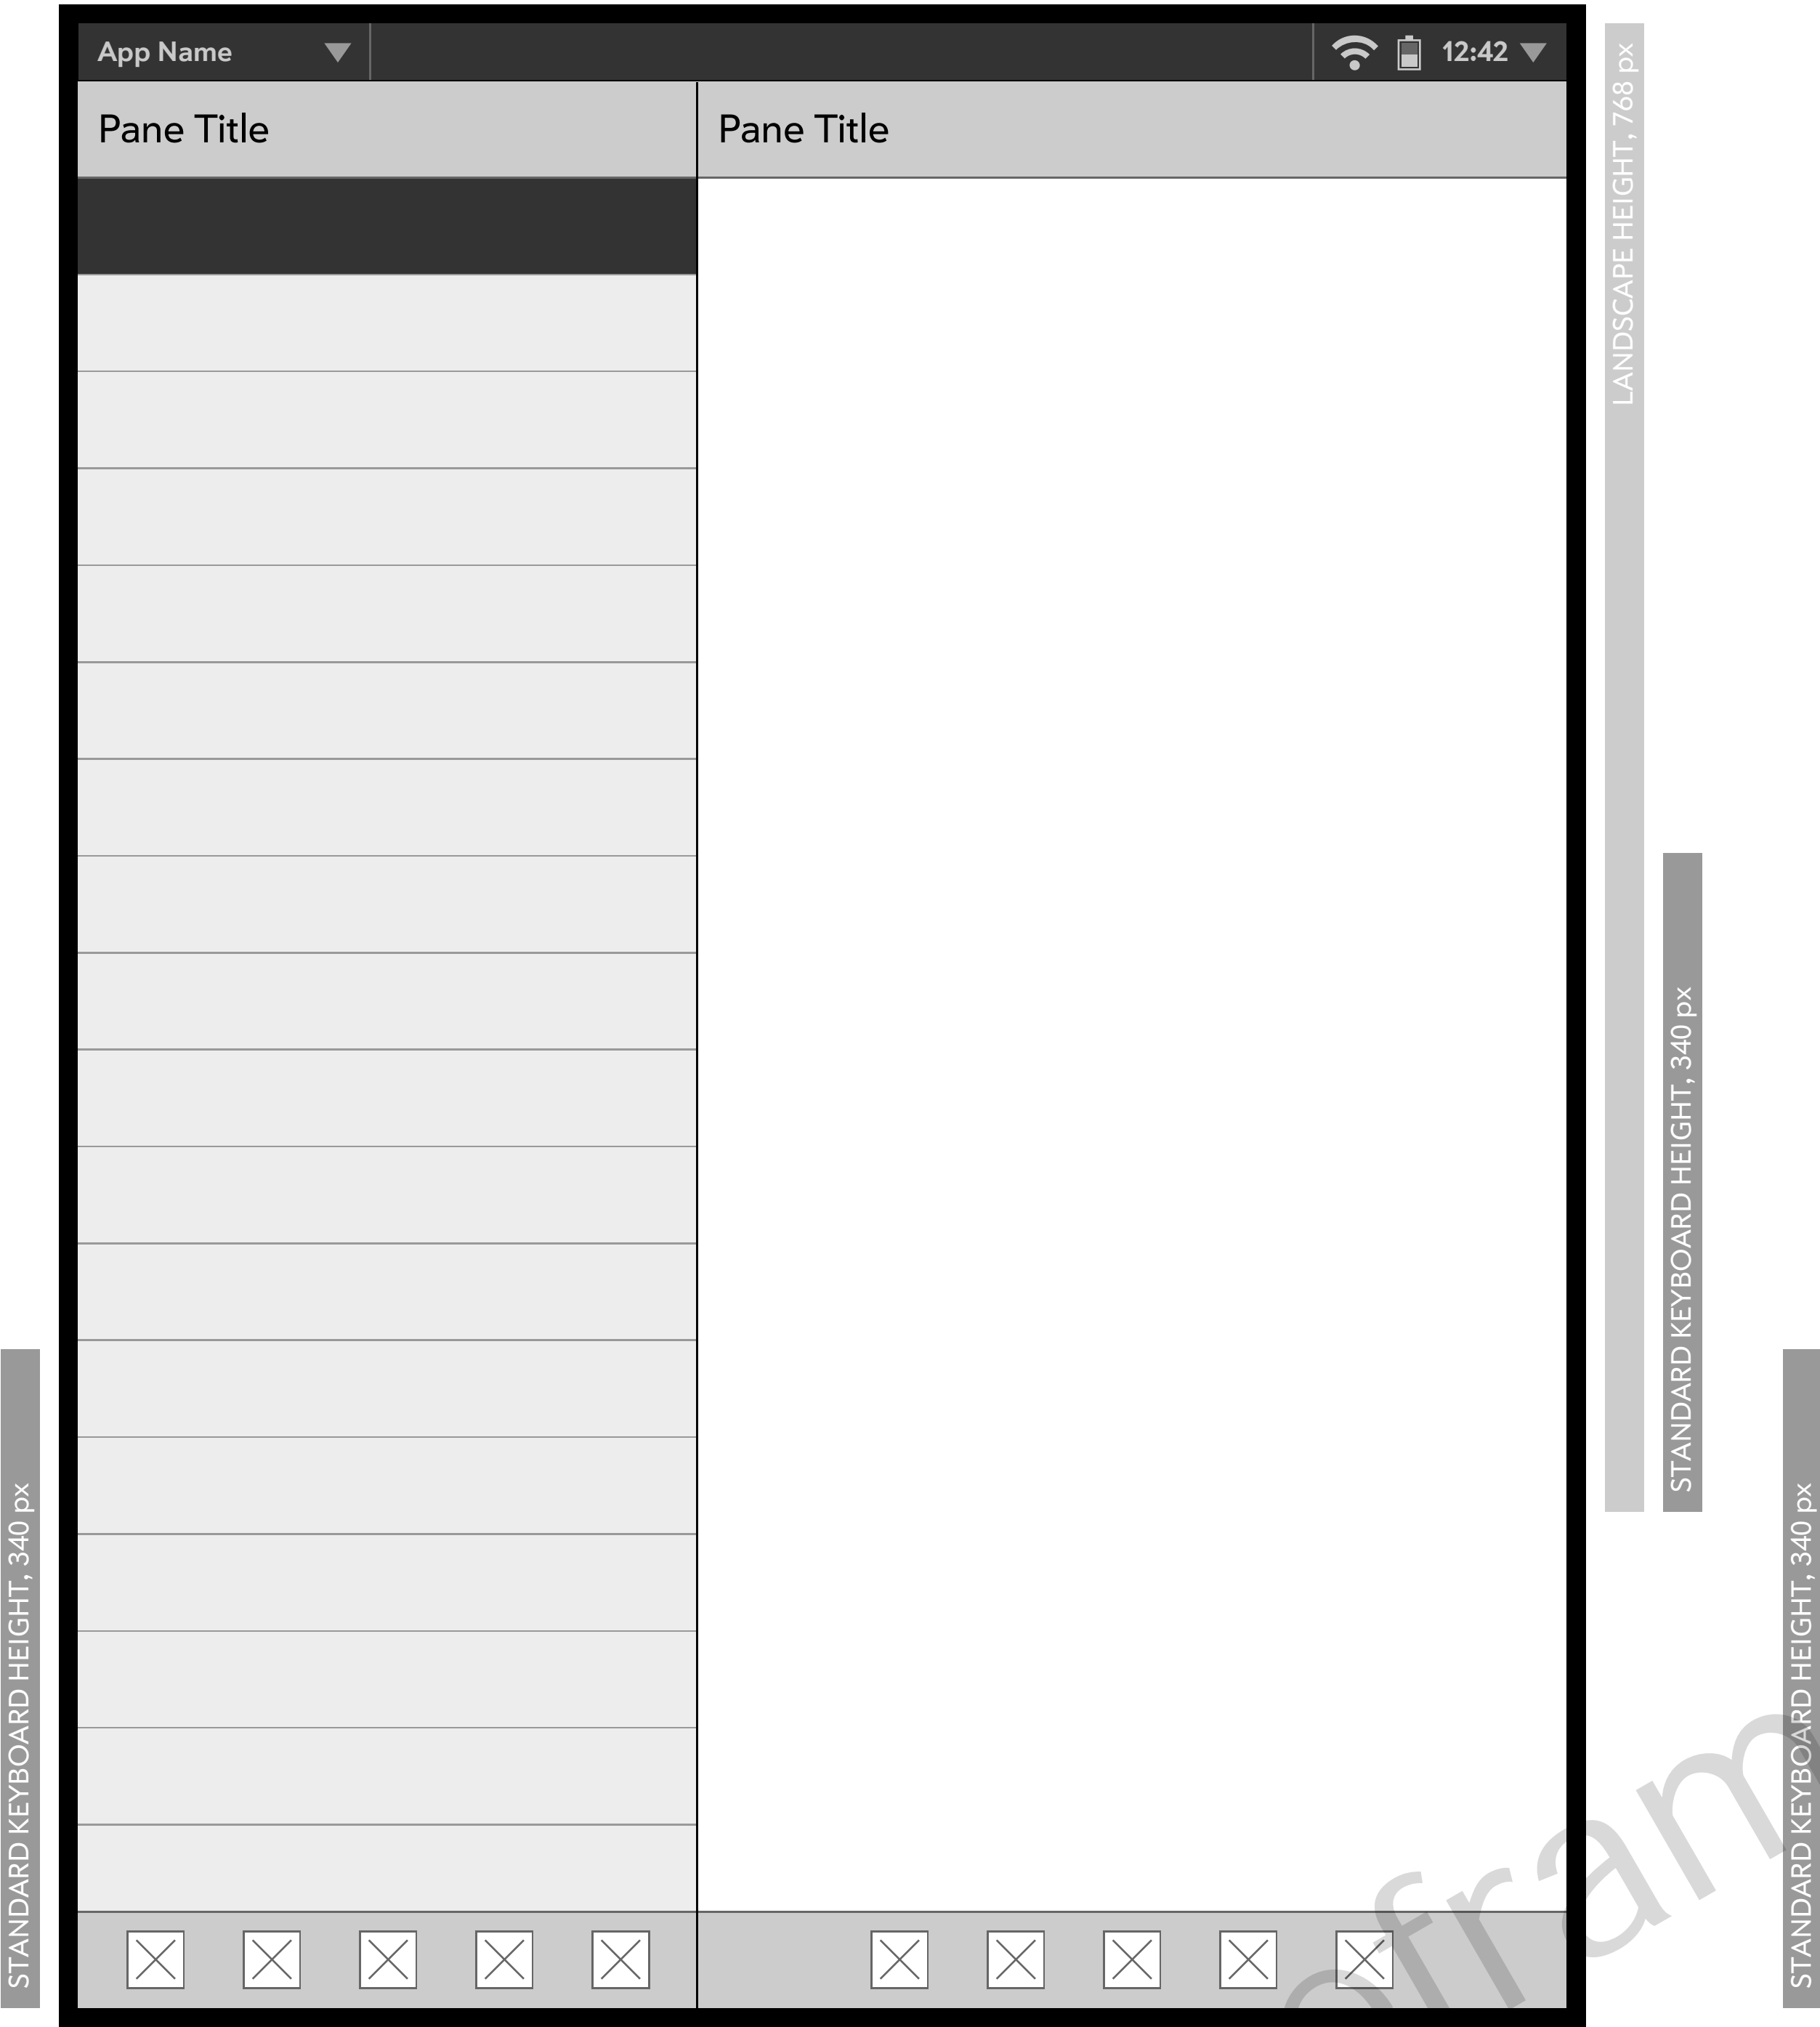 App Name
12:42
Pane Title
Pane Title
LANDSCAPE HEIGHT, 768 px
STANDARD KEYBOARD HEIGHT, 340 px
STANDARD KEYBOARD HEIGHT, 340 px
STANDARD KEYBOARD HEIGHT, 340 px